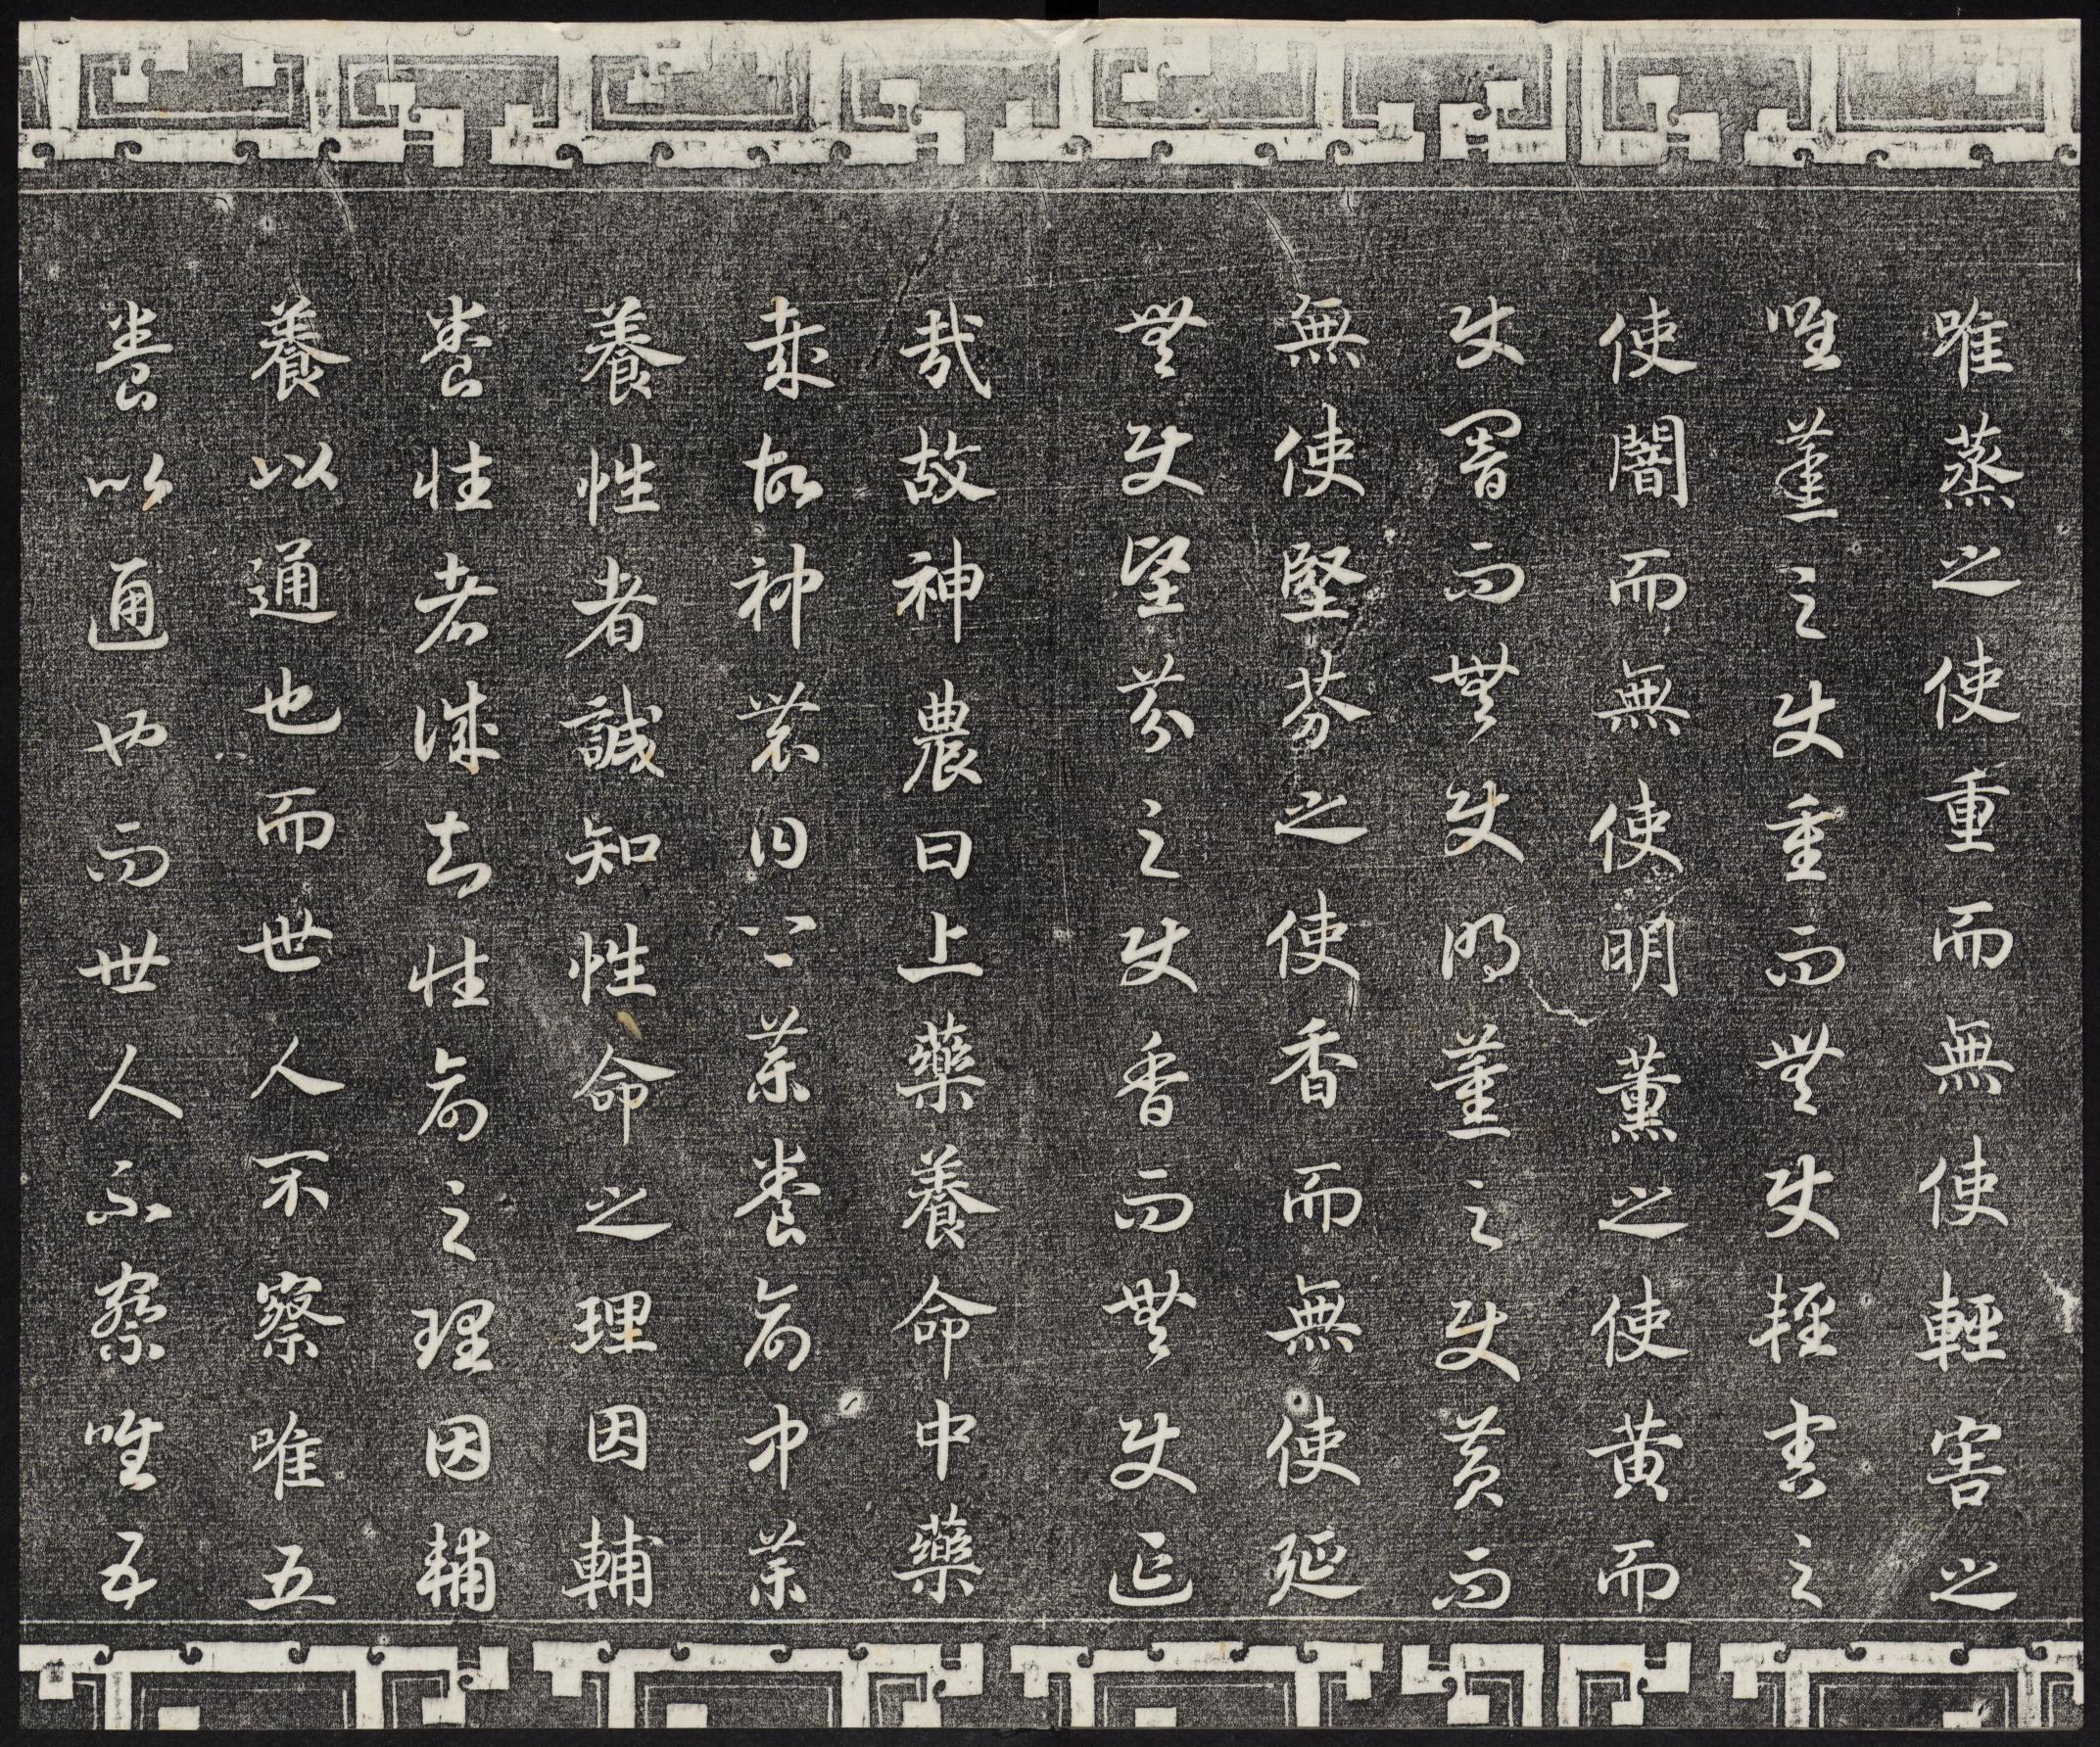 唯蒸之使重而無使輕害之
唯蒸之使重而無使輕害之
使闇而無使明薰之使黄而
使闇而無使明薰之使黄而
無使堅芬之使香而無使延
無使堅芬之使香而無使延
哉故神農曰上藥養命中藥
哉故神農曰上藥養命中藥
養性者誠知性命之理因輔
養性者誠知性命之理因輔
養以通也而世人不察唯五
養以通也而世人不察唯五